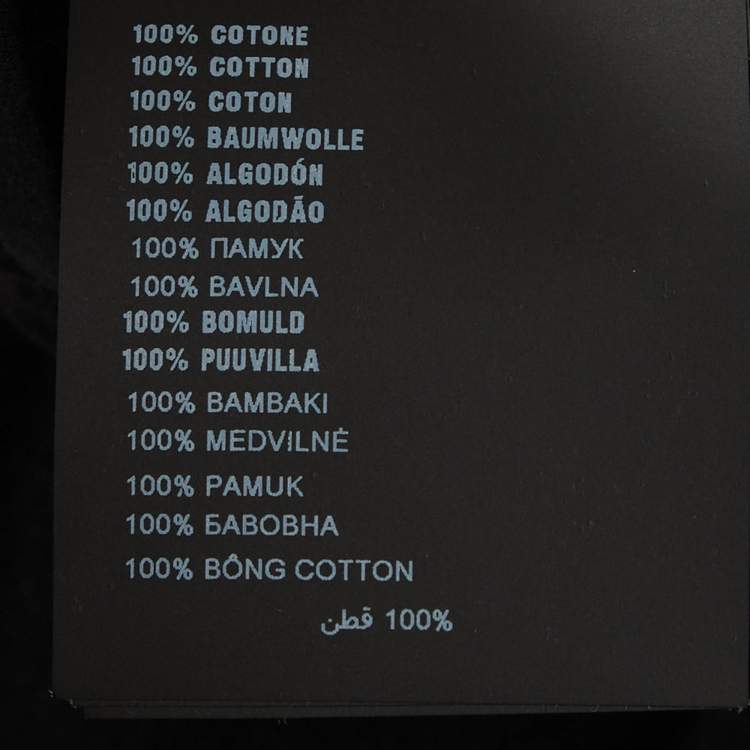 100% COTONE
100% COTTON
100% COTON
100% BAUMWOLLE
100% ALGODÓN
100% ALGODÃO
100% ПАМУК
100% BAVLNA
100% BOMULD
100% PUUVILLA
100% BAMBAKI
100% MEDVILNĖ
100% PAMUK
100% БАВОВНА
100% BÔNG COTTON
100% قطن